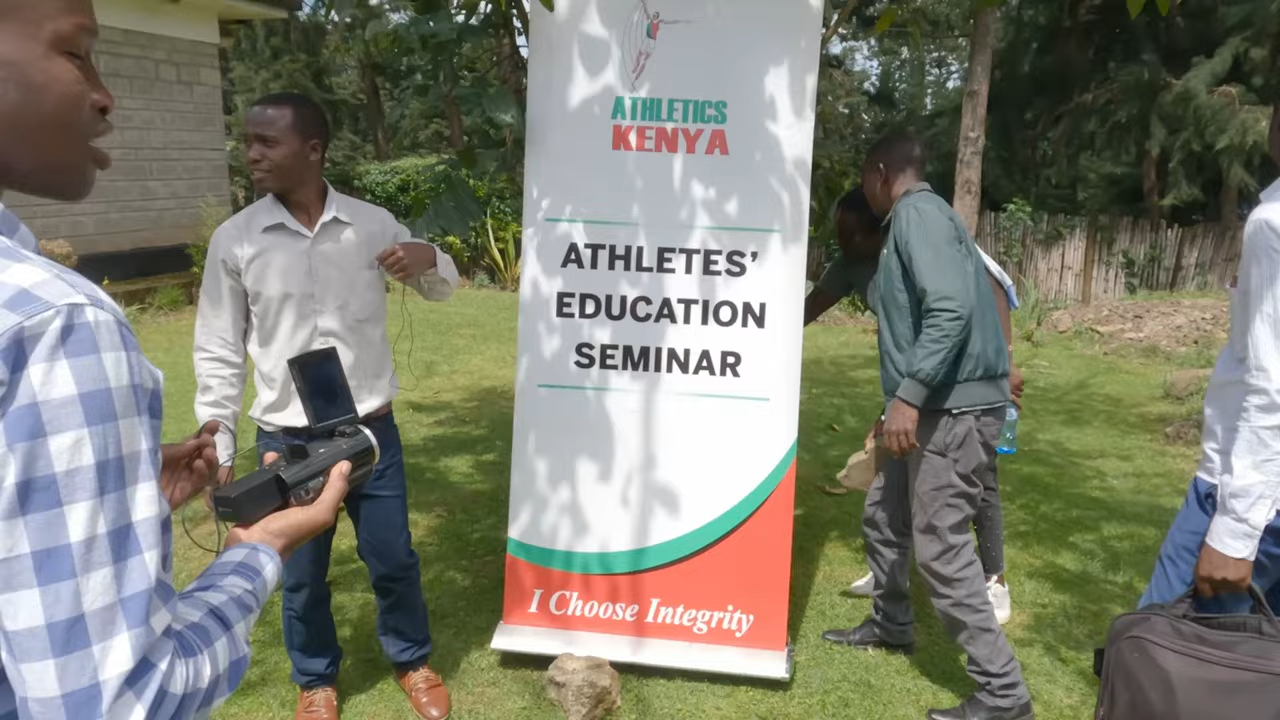 ATHLETICS
KENYA
ATHLETES’
EDUCATION
SEMINAR
I Choose Integrity